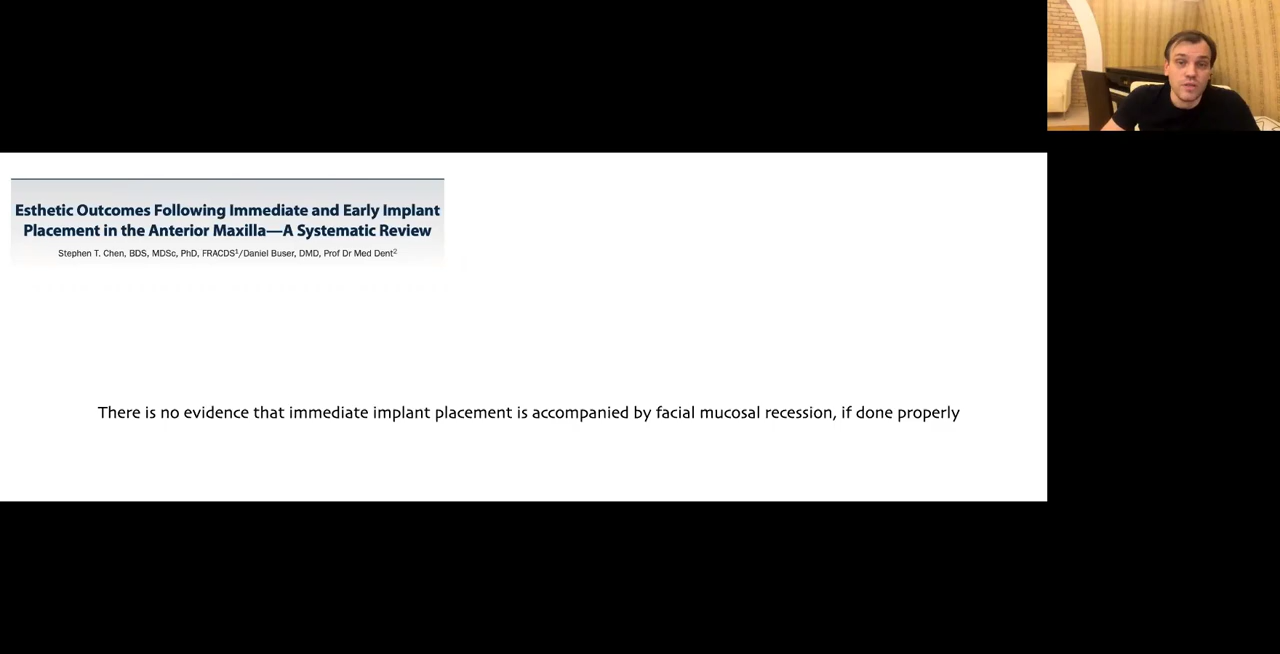 Esthetic Outcomes Following Immediate and Early Implant
Placement in the Anterior Maxilla—A Systematic Review
Stephen T. Chen, BDS, MDSc, PhD, FRACDS¹/Daniel Buser, DMD, Prof Dr Med Dent²
There is no evidence that immediate implant placement is accompanied by facial mucosal recession, if done properly